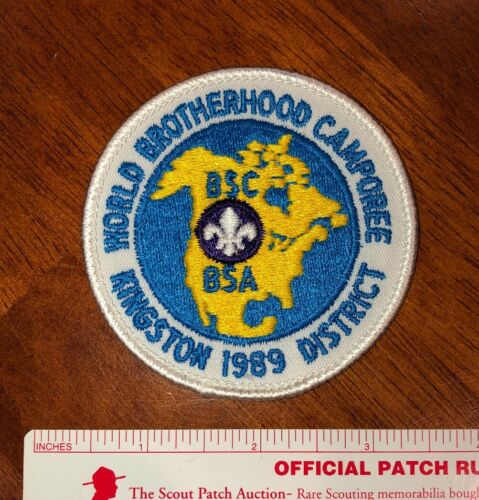 WORLD BROTHERHOOD CAMPOREE
BSC
BSA
KINGSTON 1989 DISTRICT
INCHES 1 2 3
OFFICIAL PATCH RU
The Scout Patch Auction- Rare Scouting memorabilia bough